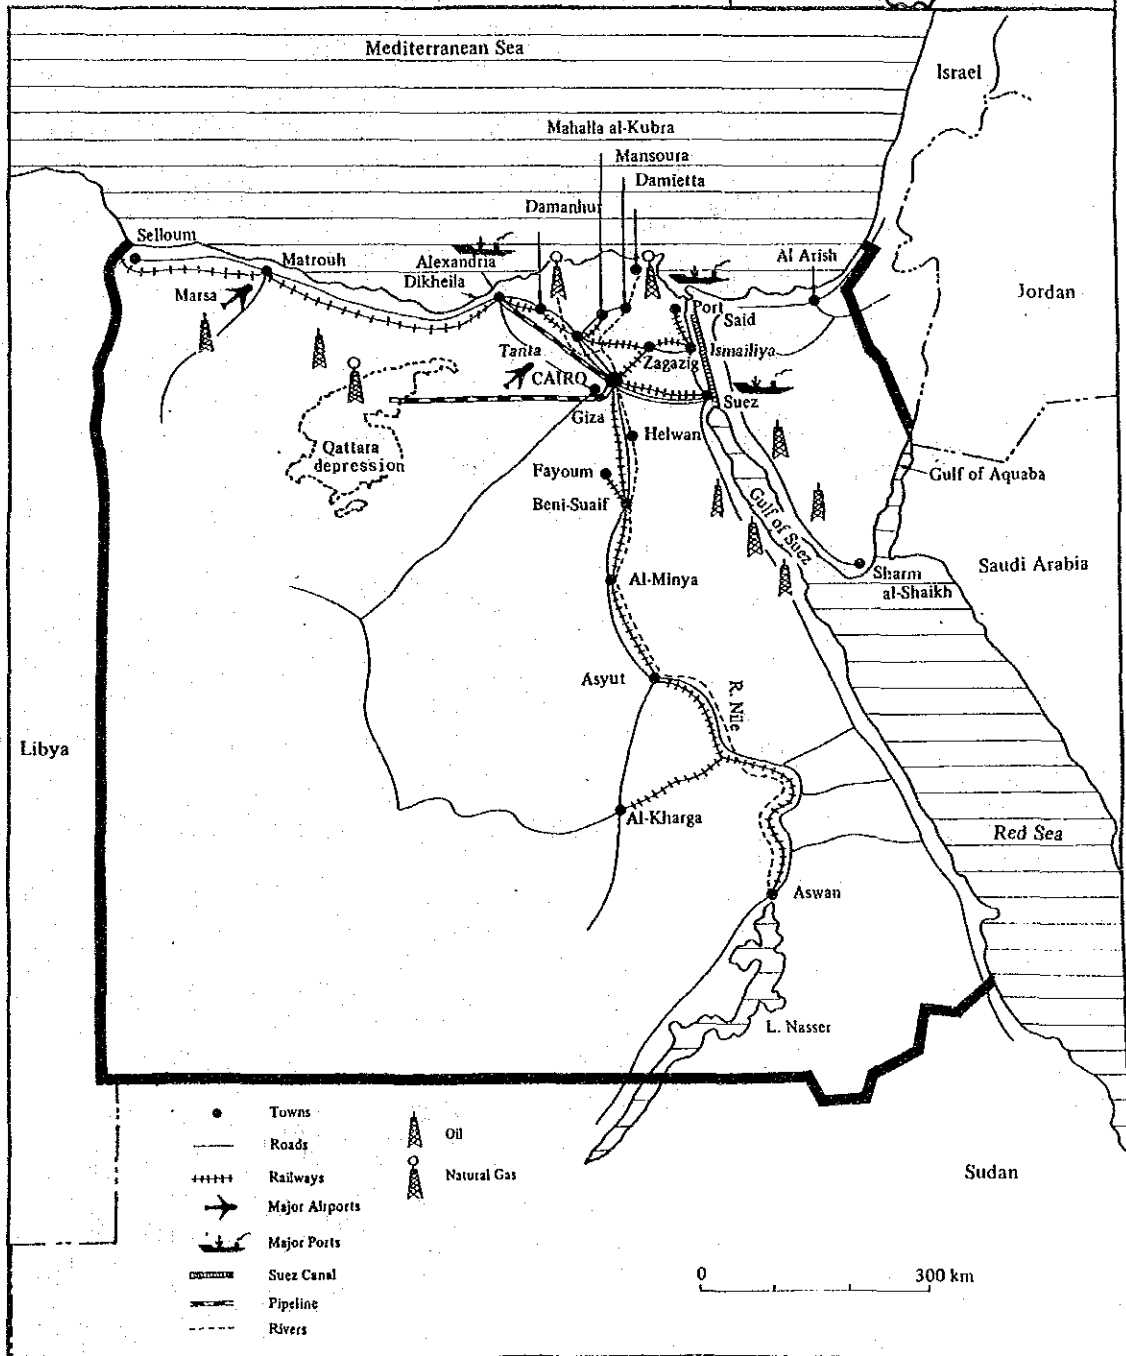 Mediterranean Sea
Israel
Mahalla al-Kubra
Mansoura
Damietta
Damanhur
Selloum
Matrouh
Alexandria
Dikheila
Al Arish
Marsa
Jordan
Port
Said
Tanta
Zagazig
Ismailiya
CAIRO
Giza
Suez
Helwan
Qattara
depression
Fayoum
Beni-Suaif
Gulf of Aquaba
Gulf of Suez
Al-Minya
Sharm
al-Shaikh
Saudi Arabia
Asyut
R. Nile
Libya
Al-Kharga
Red Sea
Aswan
L. Nasser
Towns
Roads
Railways
Major Airports
Major Ports
Suez Canal
Pipeline
Rivers
Oil
Natural Gas
Sudan
0 300 km